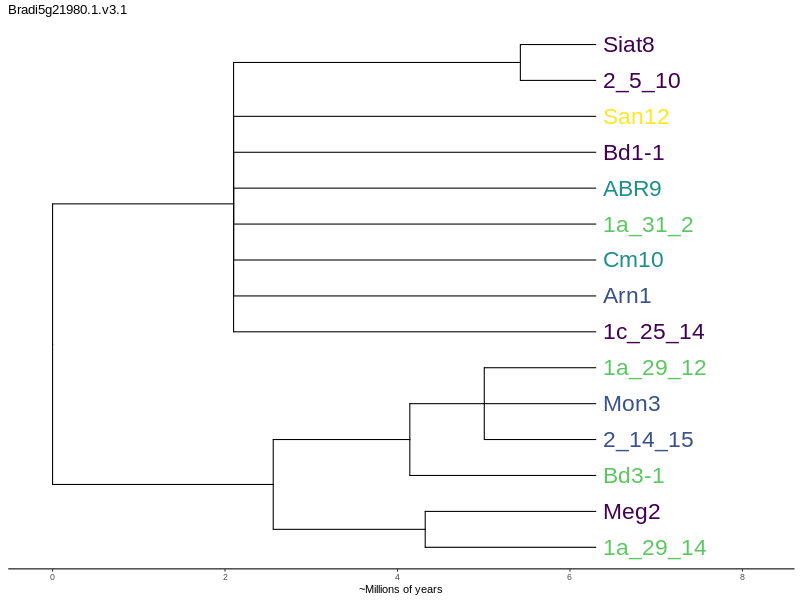 Bradi5g21980.1.v3.1
Siat8
2_5_10
San12
Bd1-1
ABR9
1a_31_2
Cm10
Arn1
1c_25_14
1a_29_12
Mon3
2_14_15
Bd3-1
Meg2
1a_29_14
0 2 4 6 8
~Millions of years